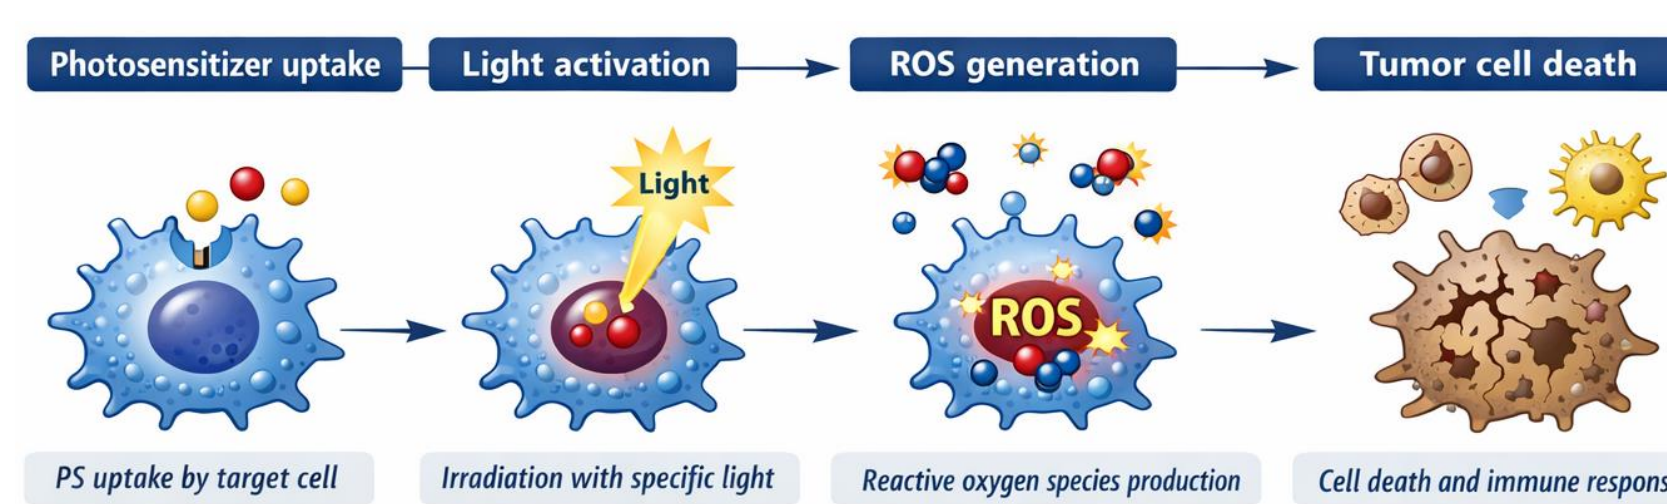 Photosensitizer uptake
Light activation
ROS generation
Tumor cell death
Light
ROS
PS uptake by target cell
Irradiation with specific light
Reactive oxygen species production
Cell death and immune respons